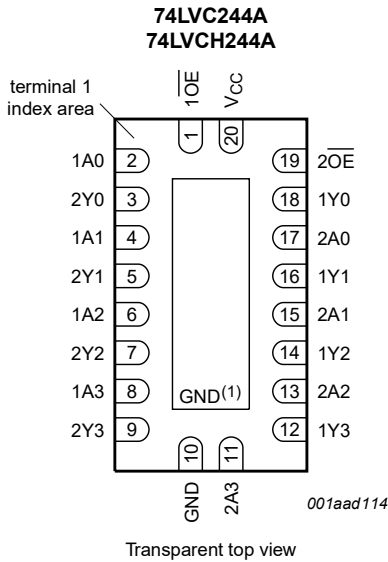 74LVC244A
74LVCH244A
terminal 1
index area
1OE
VCC
1
20
1A0 2
19 2OE
2Y0 3
18 1Y0
1A1 4
17 2A0
2Y1 5
16 1Y1
1A2 6
15 2A1
2Y2 7
14 1Y2
1A3 8
13 2A2
GND(1)
2Y3 9
12 1Y3
10
11
GND
2A3
001aad114
Transparent top view